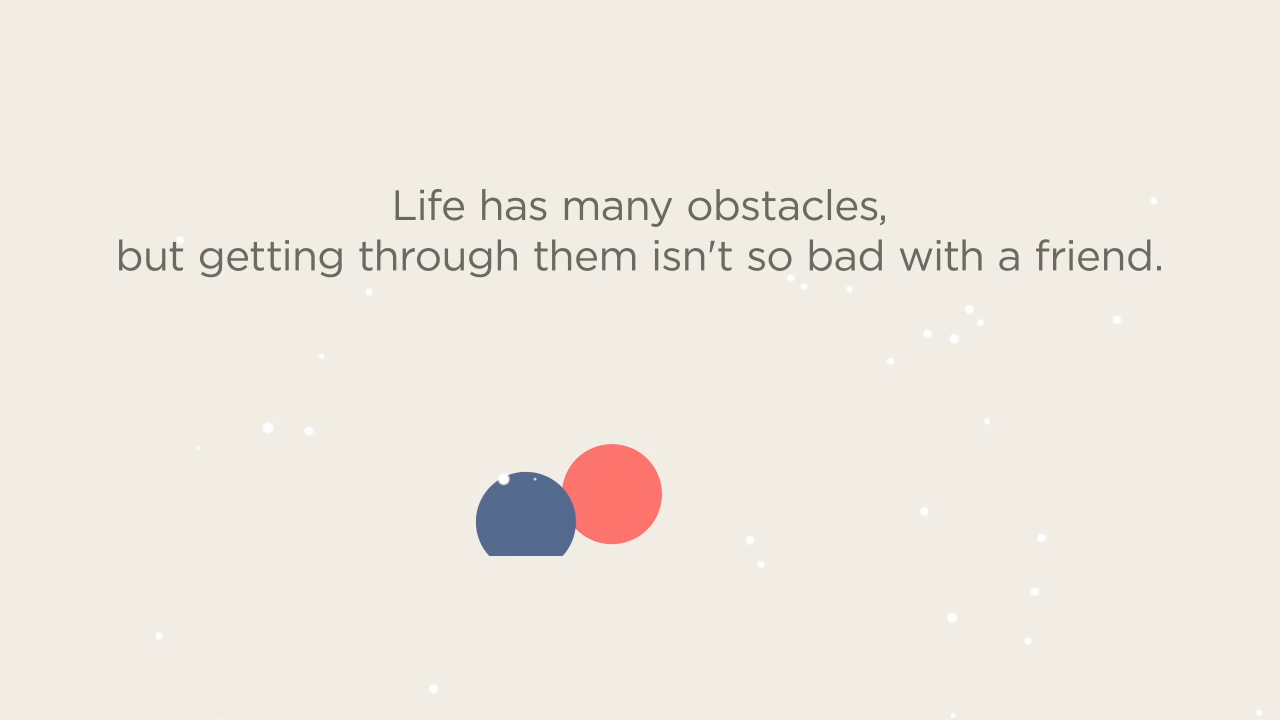 Life has many obstacles,
but getting through them isn't so bad with a friend.